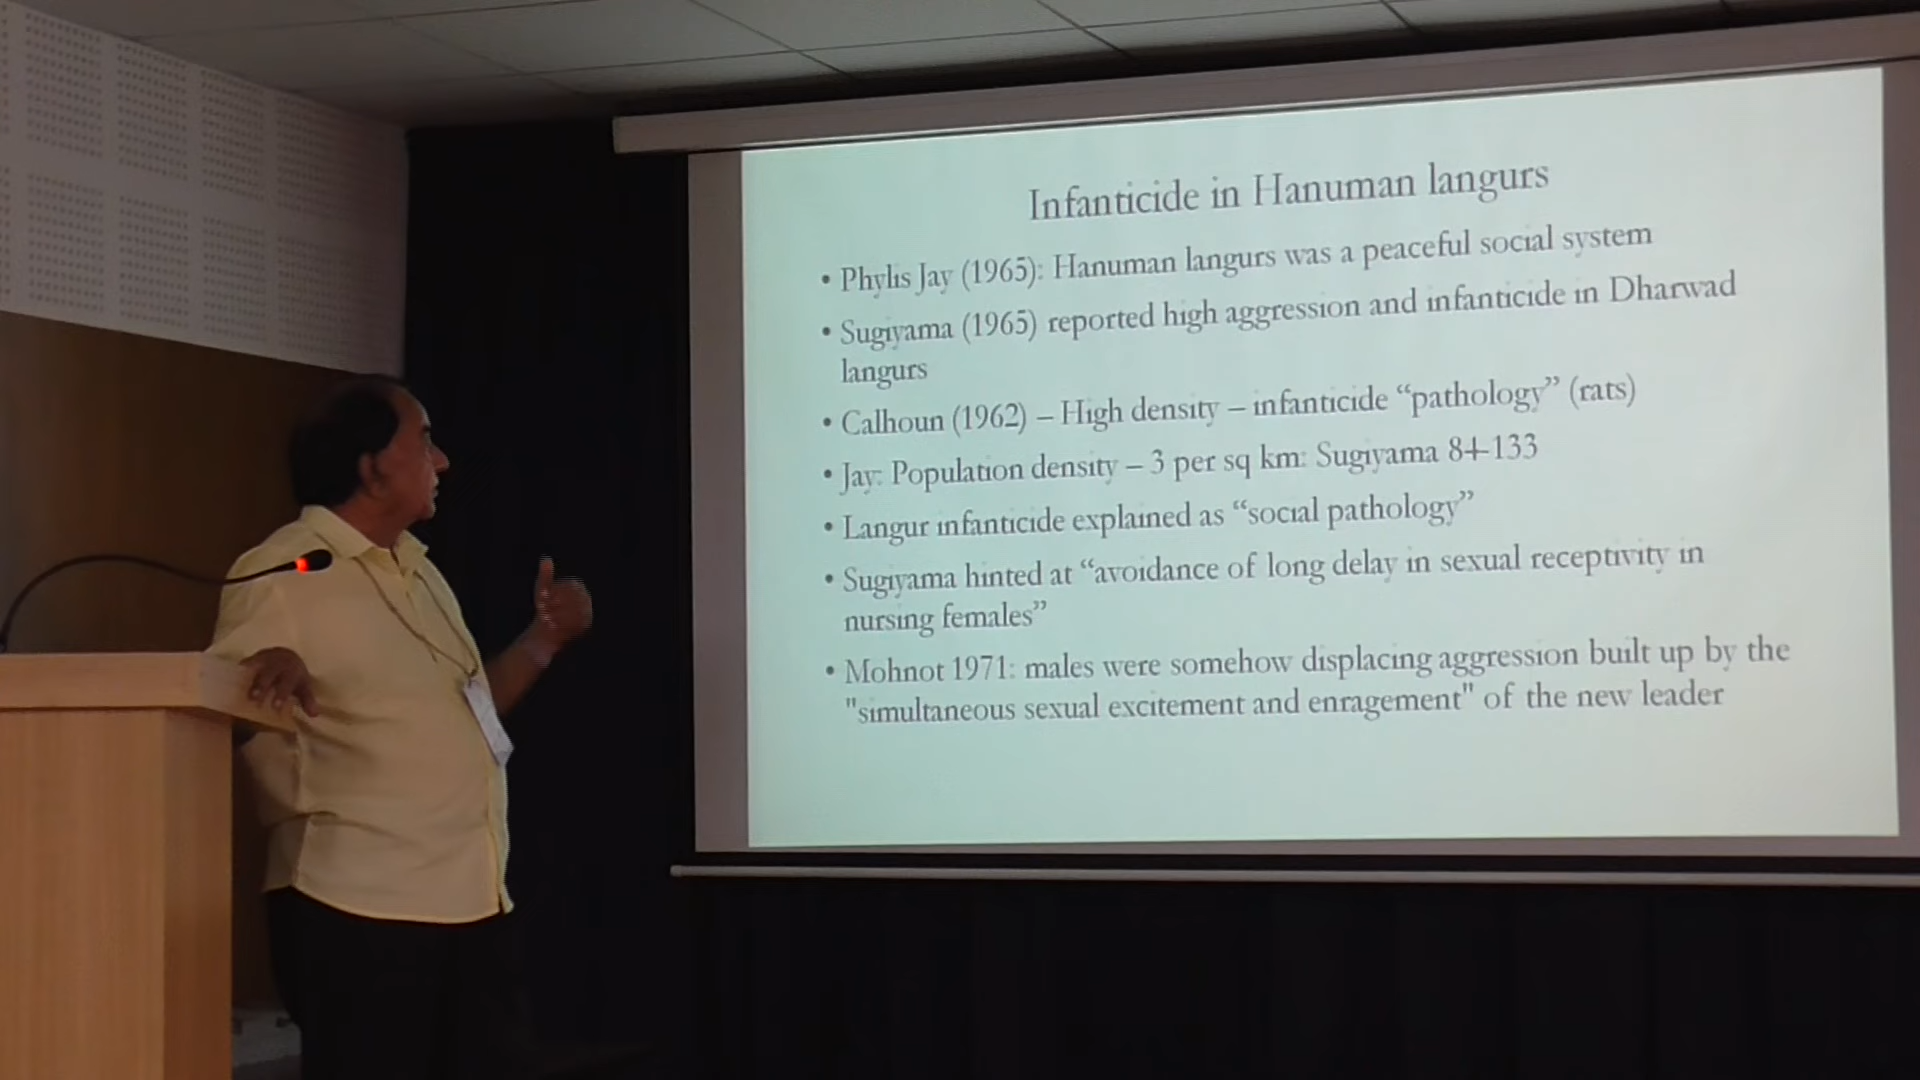 Infanticide in Hanuman langurs
• Phylis Jay (1965): Hanuman langurs was a peaceful social system
• Sugiyama (1965) reported high aggression and infanticide in Dharwad
langurs
• Calhoun (1962) – High density – infanticide “pathology” (rats)
• Jay: Population density – 3 per sq km: Sugiyama 84-133
• Langur infanticide explained as “social pathology”
• Sugiyama hinted at “avoidance of long delay in sexual receptivity in
nursing females”
• Mohnot 1971: males were somehow displacing aggression built up by the
"simultaneous sexual excitement and enragement" of the new leader